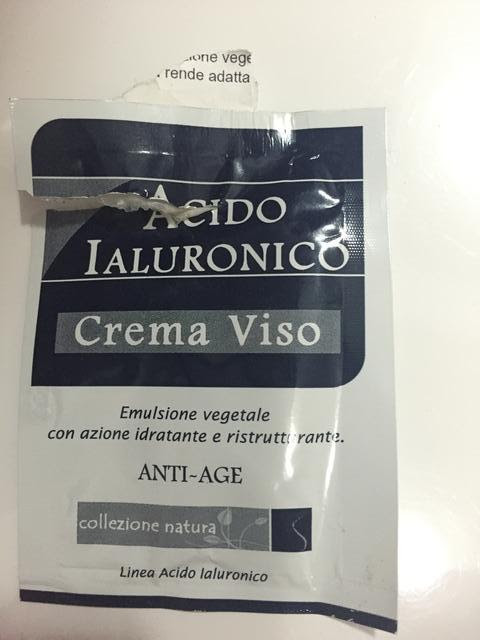 vege
rende adatta
ACIDO
IALURONICO
Crema Viso
Emulsione vegetale
con azione idratante e ristrutturante.
ANTI-AGE
collezione natura
Linea Acido Ialuronico